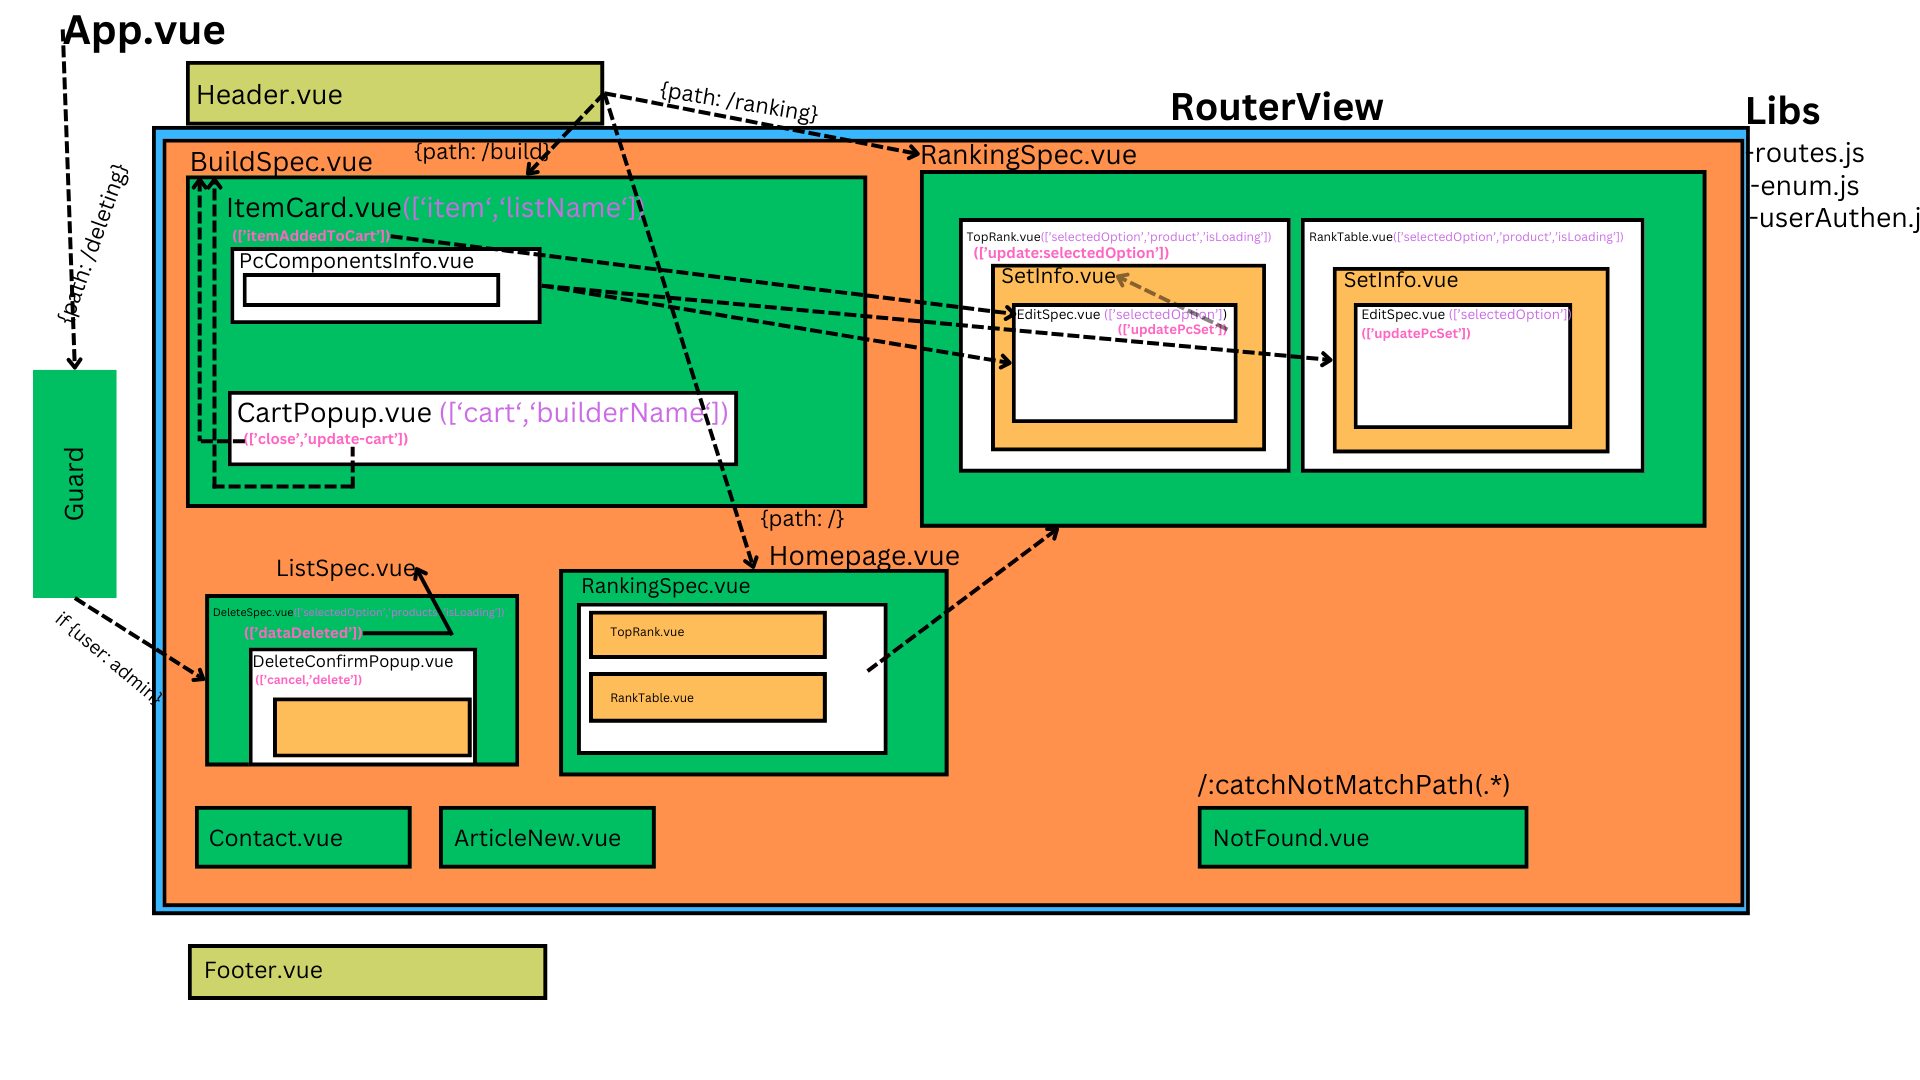 App.vue
Header.vue
{path: /ranking}
RouterView
Libs
-routes.js
-enum.js
-userAuthen.j
{path: /deleting}
{path: /build}
BuildSpec.vue
ItemCard.vue(['item','listName']
(['itemAddedToCart'])
PcComponentsInfo.vue
CartPopup.vue (['cart','builderName'])
(['close','update-cart'])
RankingSpec.vue
TopRank.vue(['selectedOption','product','isLoading'])
(['update:selectedOption'])
SetInfo.vue
EditSpec.vue (['selectedOption'])
(['updatePcSet'])
RankTable.vue(['selectedOption','product','isLoading'])
SetInfo.vue
EditSpec.vue (['selectedOption'])
(['updatePcSet'])
Guard
if {user: admin}
{path: /}
ListSpec.vue
DeleteSpec.vue(['selectedOption','product','isLoading'])
(['dataDeleted'])
DeleteConfirmPopup.vue
(['cancel,'delete'])
Homepage.vue
RankingSpec.vue
TopRank.vue
RankTable.vue
Contact.vue
ArticleNew.vue
/:catchNotMatchPath(.*)
NotFound.vue
Footer.vue